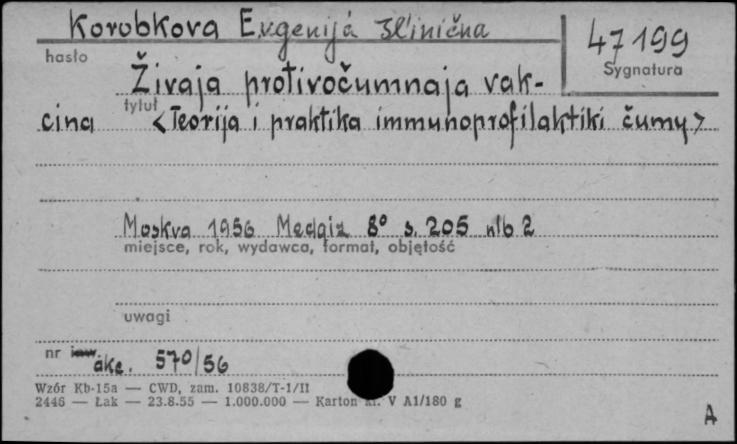 Korobkova Evgenija Il'inična
47199
hasło
Sygnatura
Živaja protivočumnaja vak-
tytuł
cina <Teorija i praktika immunoprofilaktiki čumy>
Moskva 1956 Medgiz 8° s. 205 nlb 2
miejsce, rok, wydawca, format, objętość
uwagi
nr inw. akc. 570/56
Wzór Kb-15a — CWD, zam. 10838/T-1/II
2446 — Łak — 23.8.55 — 1.000.000 — Karton kl. V A1/180 g
A